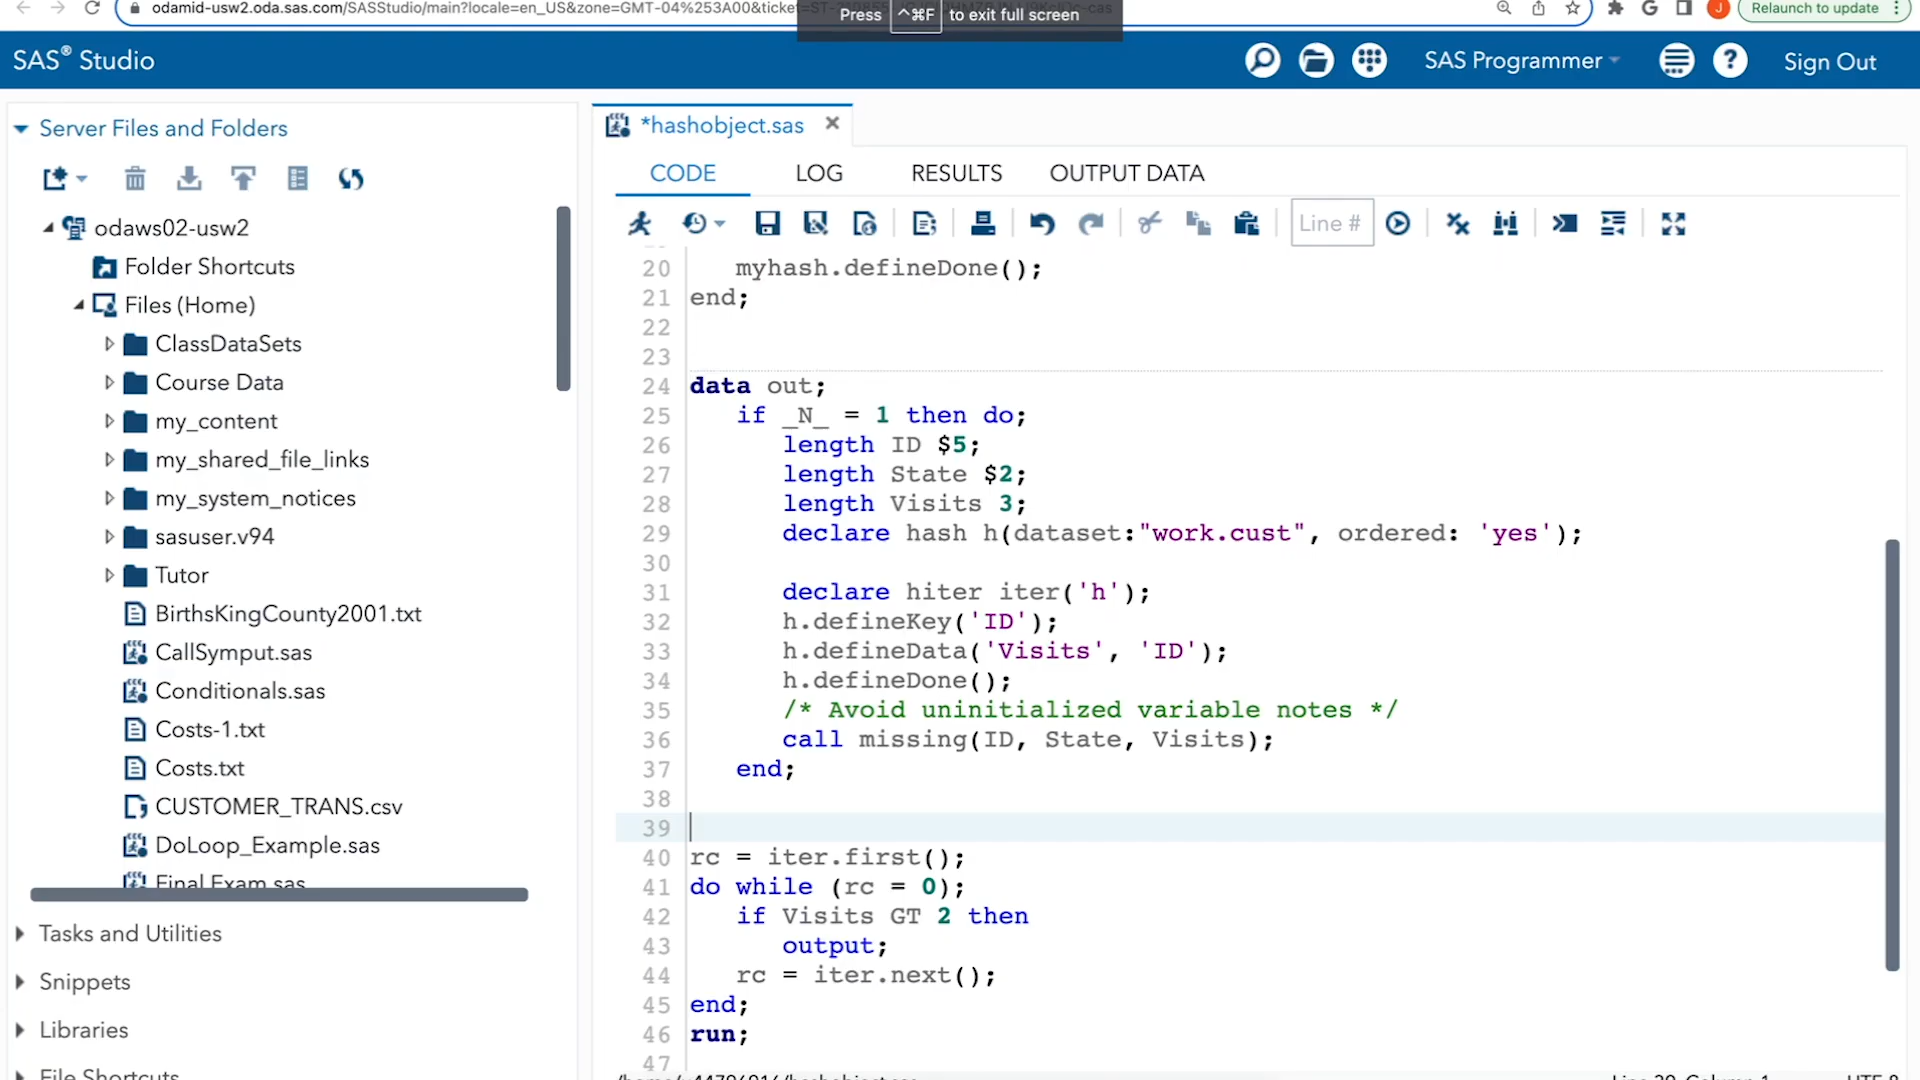 odamid-usw2.oda.sas.com/SASStudio/main?locale=en_US&zone=GMT-04%253A00&ticket=
Press ^⌘F to exit full screen
Relaunch to update
SAS® Studio
SAS Programmer
Sign Out
Server Files and Folders
odaws02-usw2
Folder Shortcuts
Files (Home)
ClassDataSets
Course Data
my_content
my_shared_file_links
my_system_notices
sasuser.v94
Tutor
BirthsKingCounty2001.txt
CallSymput.sas
Conditionals.sas
Costs-1.txt
Costs.txt
CUSTOMER_TRANS.csv
DoLoop_Example.sas
Final Exam.sas
Tasks and Utilities
Snippets
Libraries
File Shortcuts
*hashobject.sas
CODE LOG RESULTS OUTPUT DATA
Line #
20 myhash.defineDone();
21 end;
22
23
24 data out;
25 if _N_ = 1 then do;
26 length ID $5;
27 length State $2;
28 length Visits 3;
29 declare hash h(dataset:"work.cust", ordered: 'yes');
30
31 declare hiter iter('h');
32 h.defineKey('ID');
33 h.defineData('Visits', 'ID');
34 h.defineDone();
35 /* Avoid uninitialized variable notes */
36 call missing(ID, State, Visits);
37 end;
38
39
40 rc = iter.first();
41 do while (rc = 0);
42 if Visits GT 2 then
43 output;
44 rc = iter.next();
45 end;
46 run;
47
Line 39, Column 1
UTF-8